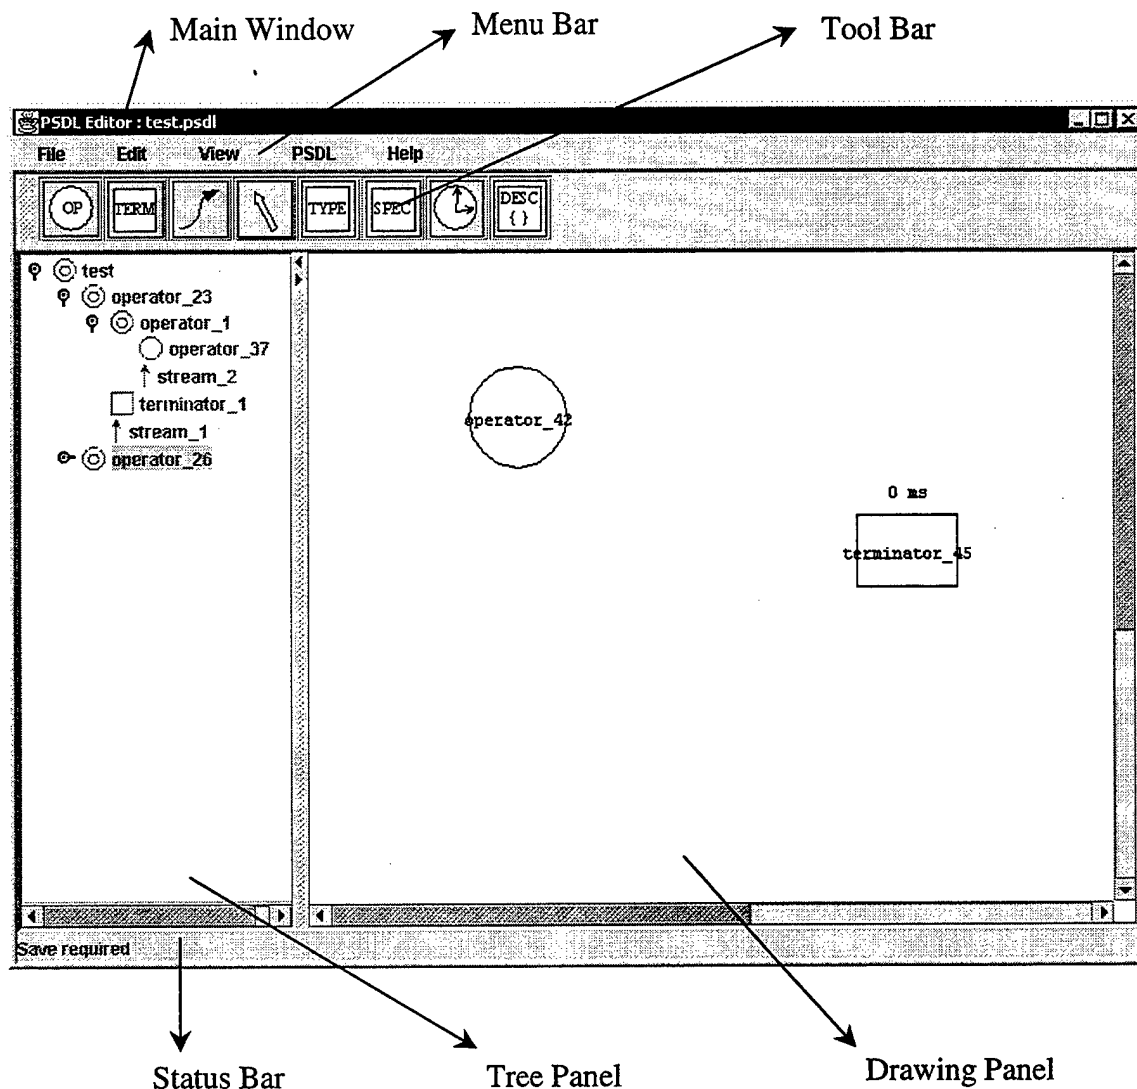 Main Window
Menu Bar
Tool Bar
PSDL Editor : test.psdl
File Edit View PSDL Help
OP TERM TYPE SPEC DESC
{ }
test
operator_23
operator_1
operator_37
stream_2
terminator_1
stream_1
operator_26
operator_42
0 ms
terminator_45
Save required
Status Bar
Tree Panel
Drawing Panel